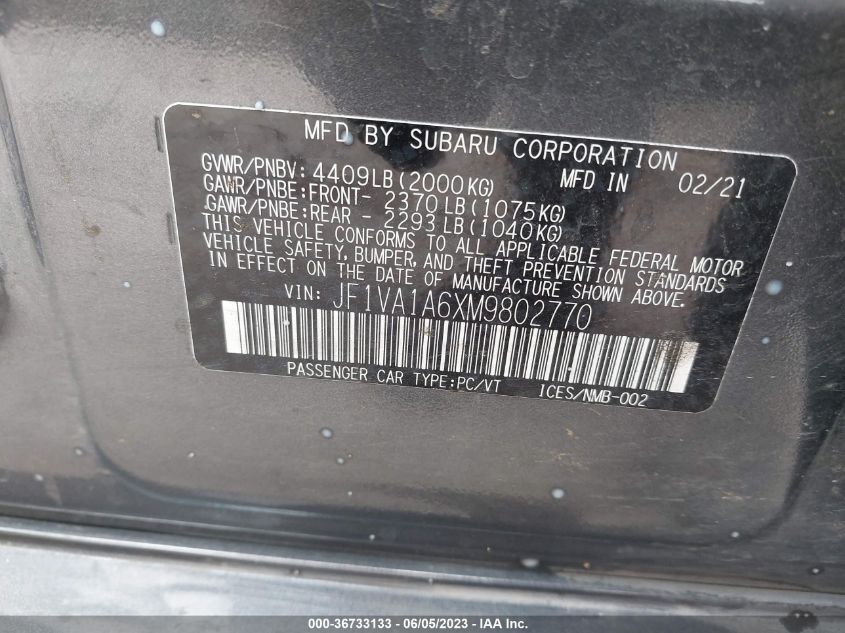 MFD BY SUBARU CORPORATION
GVWR/PNBV: 4409LB(2000KG) MFD IN 02/21
GAWR/PNBE:FRONT- 2370LB(1075KG)
GAWR/PNBE:REAR - 2293LB(1040KG)
THIS VEHICLE CONFORMS TO ALL APPLICABLE FEDERAL MOTOR
VEHICLE SAFETY, BUMPER, AND THEFT PREVENTION STANDARDS
IN EFFECT ON THE DATE OF MANUFACTURE SHOWN ABOVE.
VIN: JF1VA1A6XM9802770
PASSENGER CAR TYPE:PC/VT ICES/NMB-002
000-36733133 - 06/05/2023 - IAA Inc.